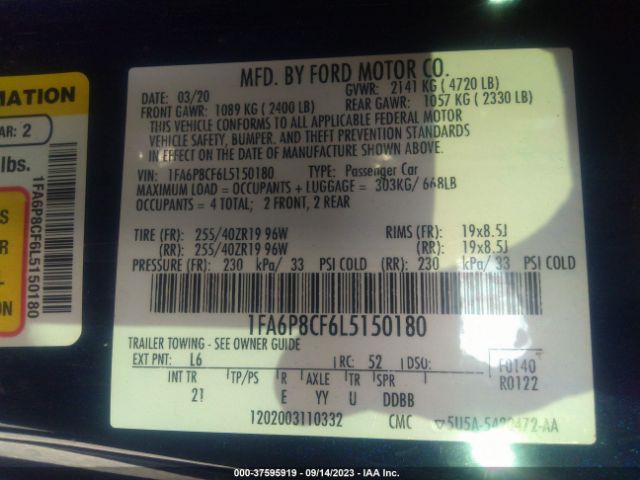 MATION
AR: 2
lbs.
S
R
L
ION
1FA6P8CF6L5150180
MFD. BY FORD MOTOR CO.
DATE: 03/20 GVWR: 2141 KG ( 4720 LB)
FRONT GAWR: 1089 KG ( 2400 LB) REAR GAWR: 1057 KG ( 2330 LB)
THIS VEHICLE CONFORMS TO ALL APPLICABLE FEDERAL MOTOR
VEHICLE SAFETY, BUMPER, AND THEFT PREVENTION STANDARDS
IN EFFECT ON THE DATE OF MANUFACTURE SHOWN ABOVE.
VIN: 1FA6P8CF6L5150180 TYPE: Passenger Car
MAXIMUM LOAD = OCCUPANTS + LUGGAGE = 303KG/ 668LB
OCCUPANTS = 4 TOTAL; 2 FRONT, 2 REAR
TIRE (FR): 255/40ZR19 96W RIMS (FR): 19x8.5J
(RR): 255/40ZR19 96W (RR): 19x8.5J
PRESSURE (FR): 230 kPa/ 33 PSI COLD (RR): 230 kPa/ 33 PSI COLD
1FA6P8CF6L5150180
TRAILER TOWING - SEE OWNER GUIDE
EXT PNT: L6 RC: 52 DSO: F0140
INT TR TP/PS R AXLE TR SPR R0122
21 E YY U DDBB
1202003110332 CMC ▽5U5A-5420472-AA
000-37595919 - 09/14/2023 - IAA Inc.